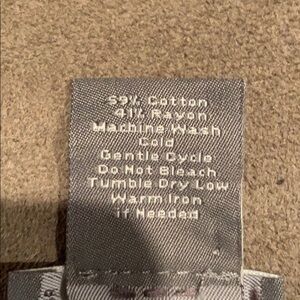 59% Cotton
41% Rayon
Machine Wash
Cold
Gentle Cycle
Do Not Bleach
Tumble Dry Low
Warm Iron
if Needed